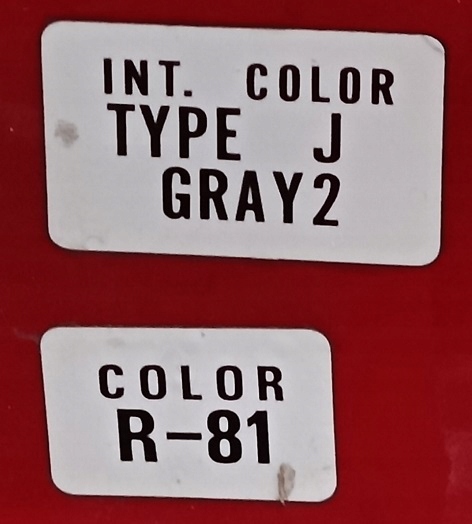 INT. COLOR
TYPE J
GRAY2
COLOR
R-81